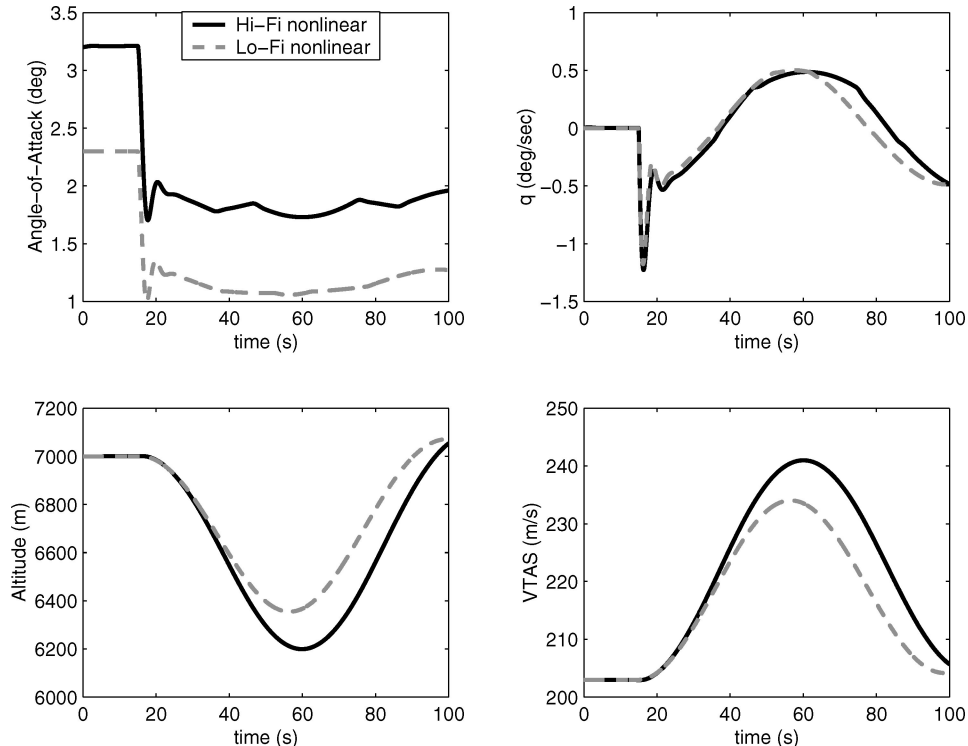 Hi−Fi nonlinear
Lo−Fi nonlinear
3.5
3
2.5
2
1.5
1
Angle−of−Attack (deg)
0 20 40 60 80 100
time (s)
1
0.5
0
−0.5
−1
−1.5
q (deg/sec)
0 20 40 60 80 100
time (s)
7200
7000
6800
6600
6400
6200
6000
Altitude (m)
0 20 40 60 80 100
time (s)
250
240
230
220
210
200
VTAS (m/s)
0 20 40 60 80 100
time (s)